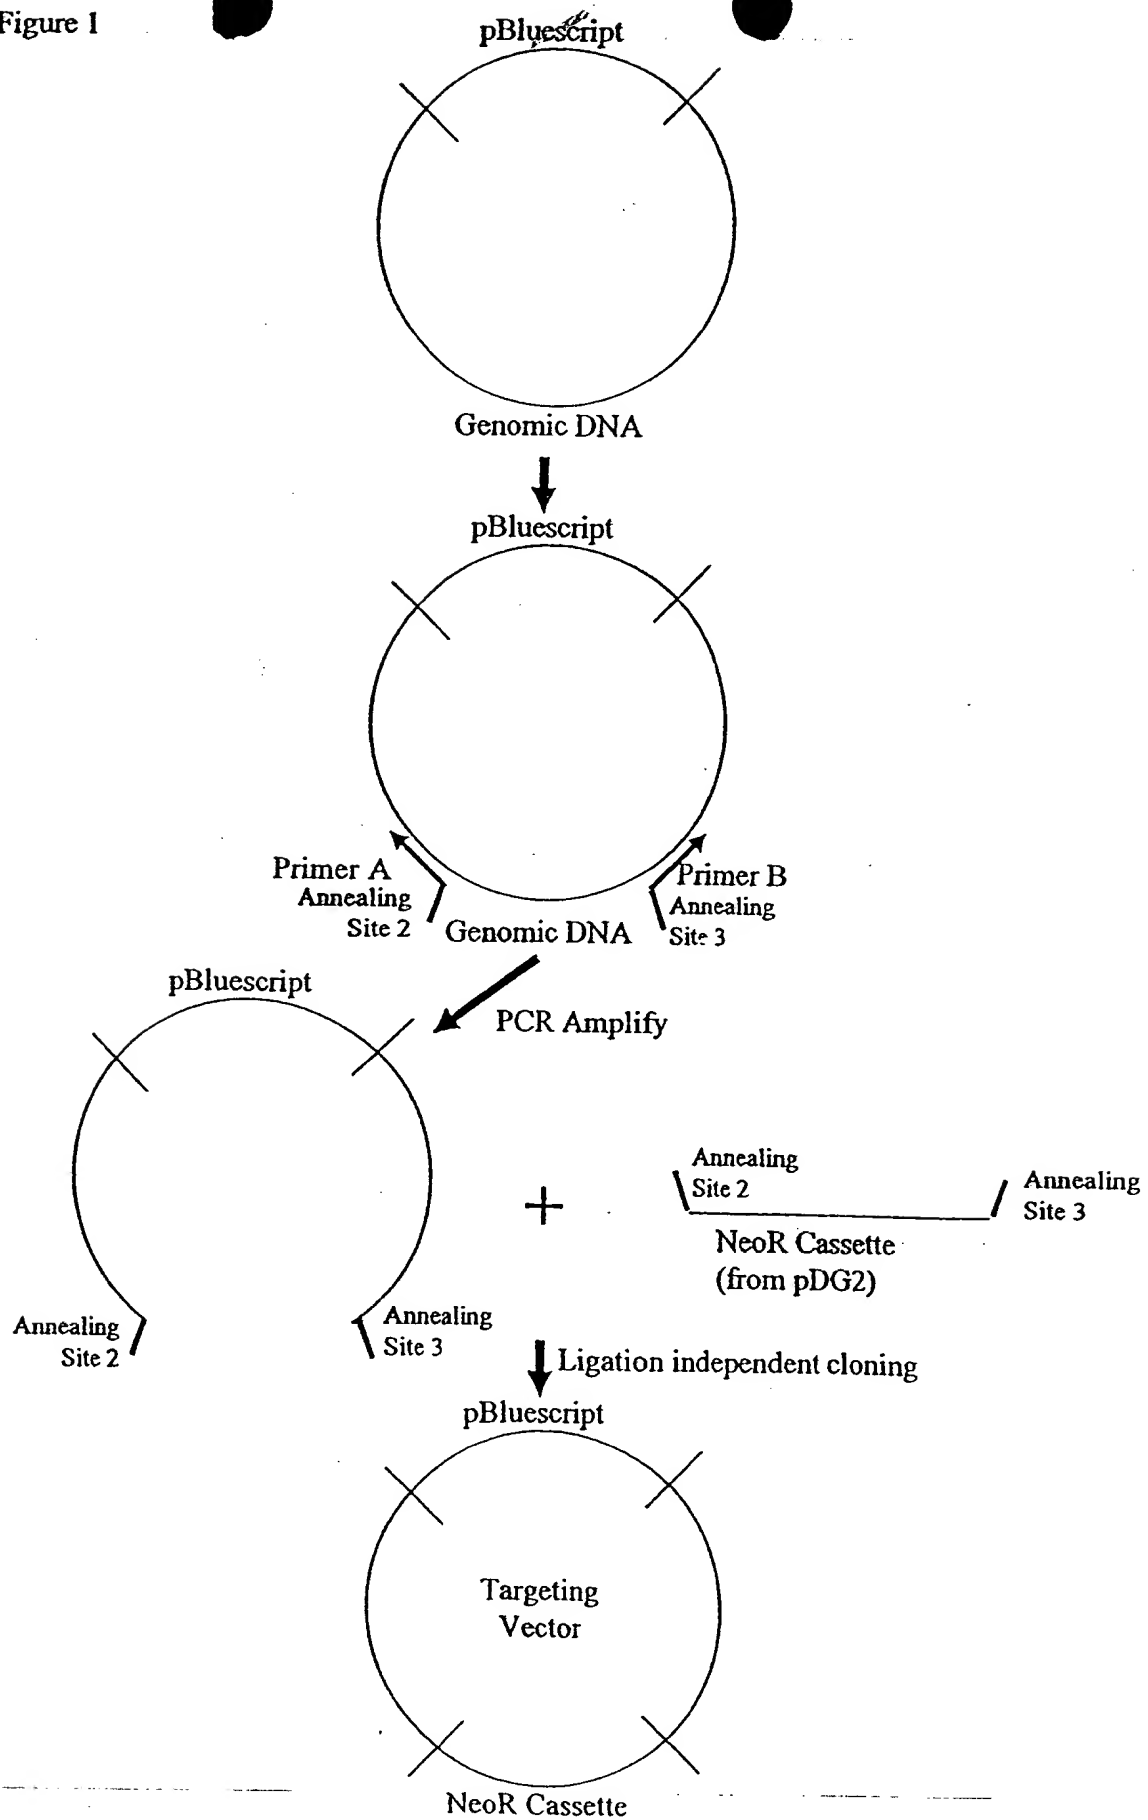 Figure 1
pBluescript
Genomic DNA
pBluescript
Primer A
Annealing
Site 2
Primer B
Annealing
Site 3
Genomic DNA
PCR Amplify
pBluescript
Annealing
Site 2
Annealing
Site 3
+
Annealing
Site 2
Annealing
Site 3
NeoR Cassette
(from pDG2)
Ligation independent cloning
pBluescript
Targeting
Vector
NeoR Cassette